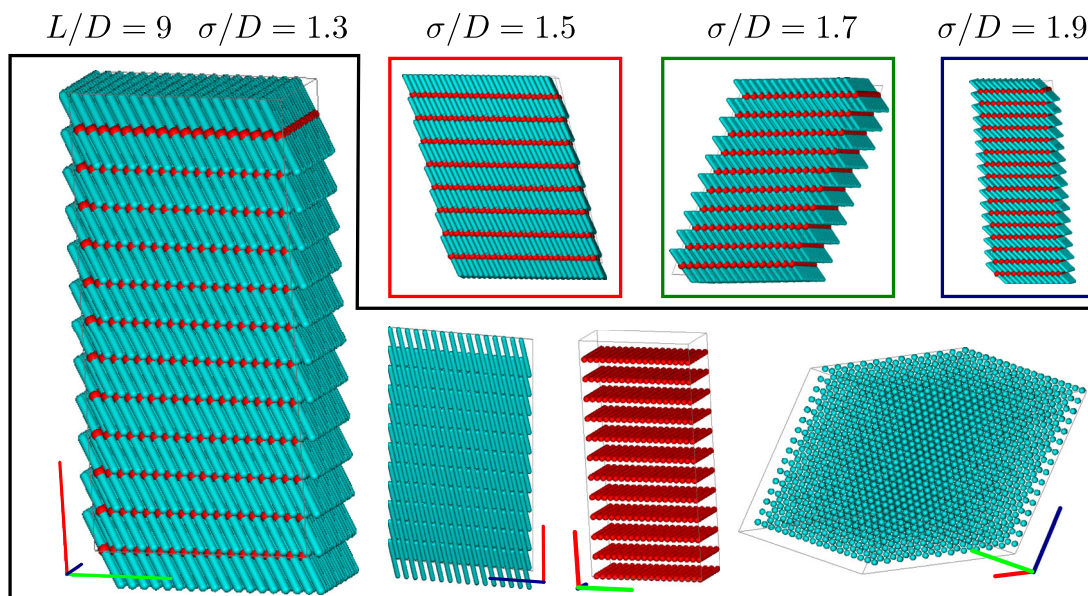 L/D = 9 σ/D = 1.3 σ/D = 1.5 σ/D = 1.7 σ/D = 1.9